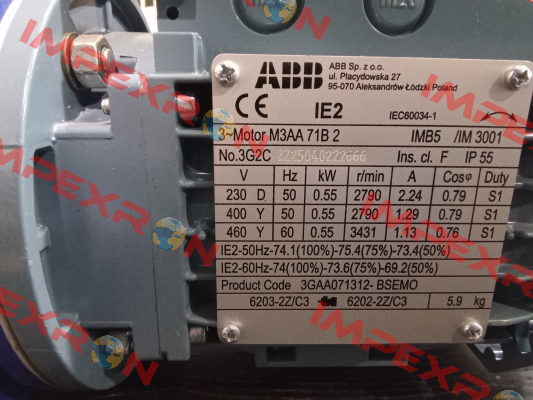 ABB
ABB Sp. z o.o.
ul. Placydowska 27
95-070 Aleksandrów Łódzki Poland
CE
IE2
IEC60034-1
3~Motor M3AA 71B 2 IMB5 /IM 3001
No.3G2C 2225040222666 Ins. cl. F IP 55
V Hz kW r/min A Cosφ Duty
230 D 50 0.55 2790 2.24 0.79 S1
400 Y 50 0.55 2790 1.29 0.79 S1
460 Y 60 0.55 3431 1.13 0.76 S1
IE2-50Hz-74.1(100%)-75.4(75%)-73.4(50%)
IE2-60Hz-74(100%)-73.6(75%)-69.2(50%)
Product Code 3GAA071312- BSEMO
6203-2Z/C3 6202-2Z/C3 5.9 kg
IMPEXRON
IMPEXRON
IMPEXRON
IMPEXRON